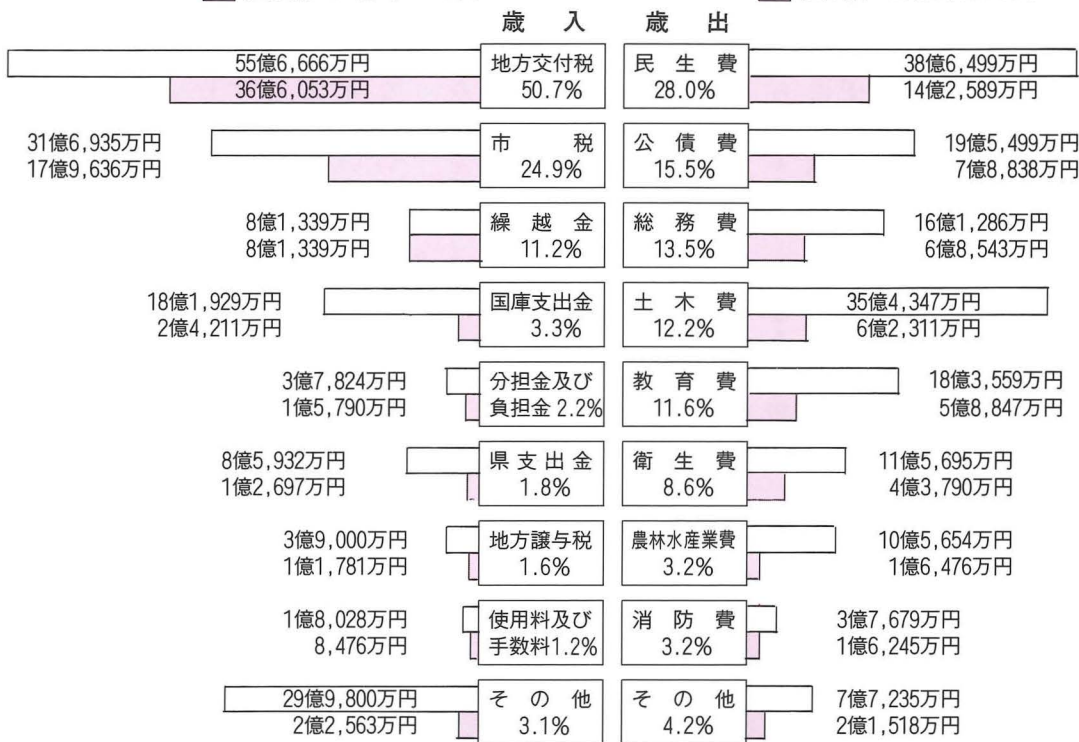 歳入
歳出
55億6,666万円
36億6,053万円
地方交付税
50.7%
民生費
28.0%
38億6,499万円
14億2,589万円
31億6,935万円
17億9,636万円
市税
24.9%
公債費
15.5%
19億5,499万円
7億8,838万円
8億1,339万円
8億1,339万円
繰越金
11.2%
総務費
13.5%
16億1,286万円
6億8,543万円
18億1,929万円
2億4,211万円
国庫支出金
3.3%
土木費
12.2%
35億4,347万円
6億2,311万円
3億7,824万円
1億5,790万円
分担金及び
負担金2.2%
教育費
11.6%
18億3,559万円
5億8,847万円
8億5,932万円
1億2,697万円
県支出金
1.8%
衛生費
8.6%
11億5,695万円
4億3,790万円
3億9,000万円
1億1,781万円
地方譲与税
1.6%
農林水産業費
3.2%
10億5,654万円
1億6,476万円
1億8,028万円
8,476万円
使用料及び
手数料1.2%
消防費
3.2%
3億7,679万円
1億6,245万円
29億9,800万円
2億2,563万円
その他
3.1%
その他
4.2%
7億7,235万円
2億1,518万円